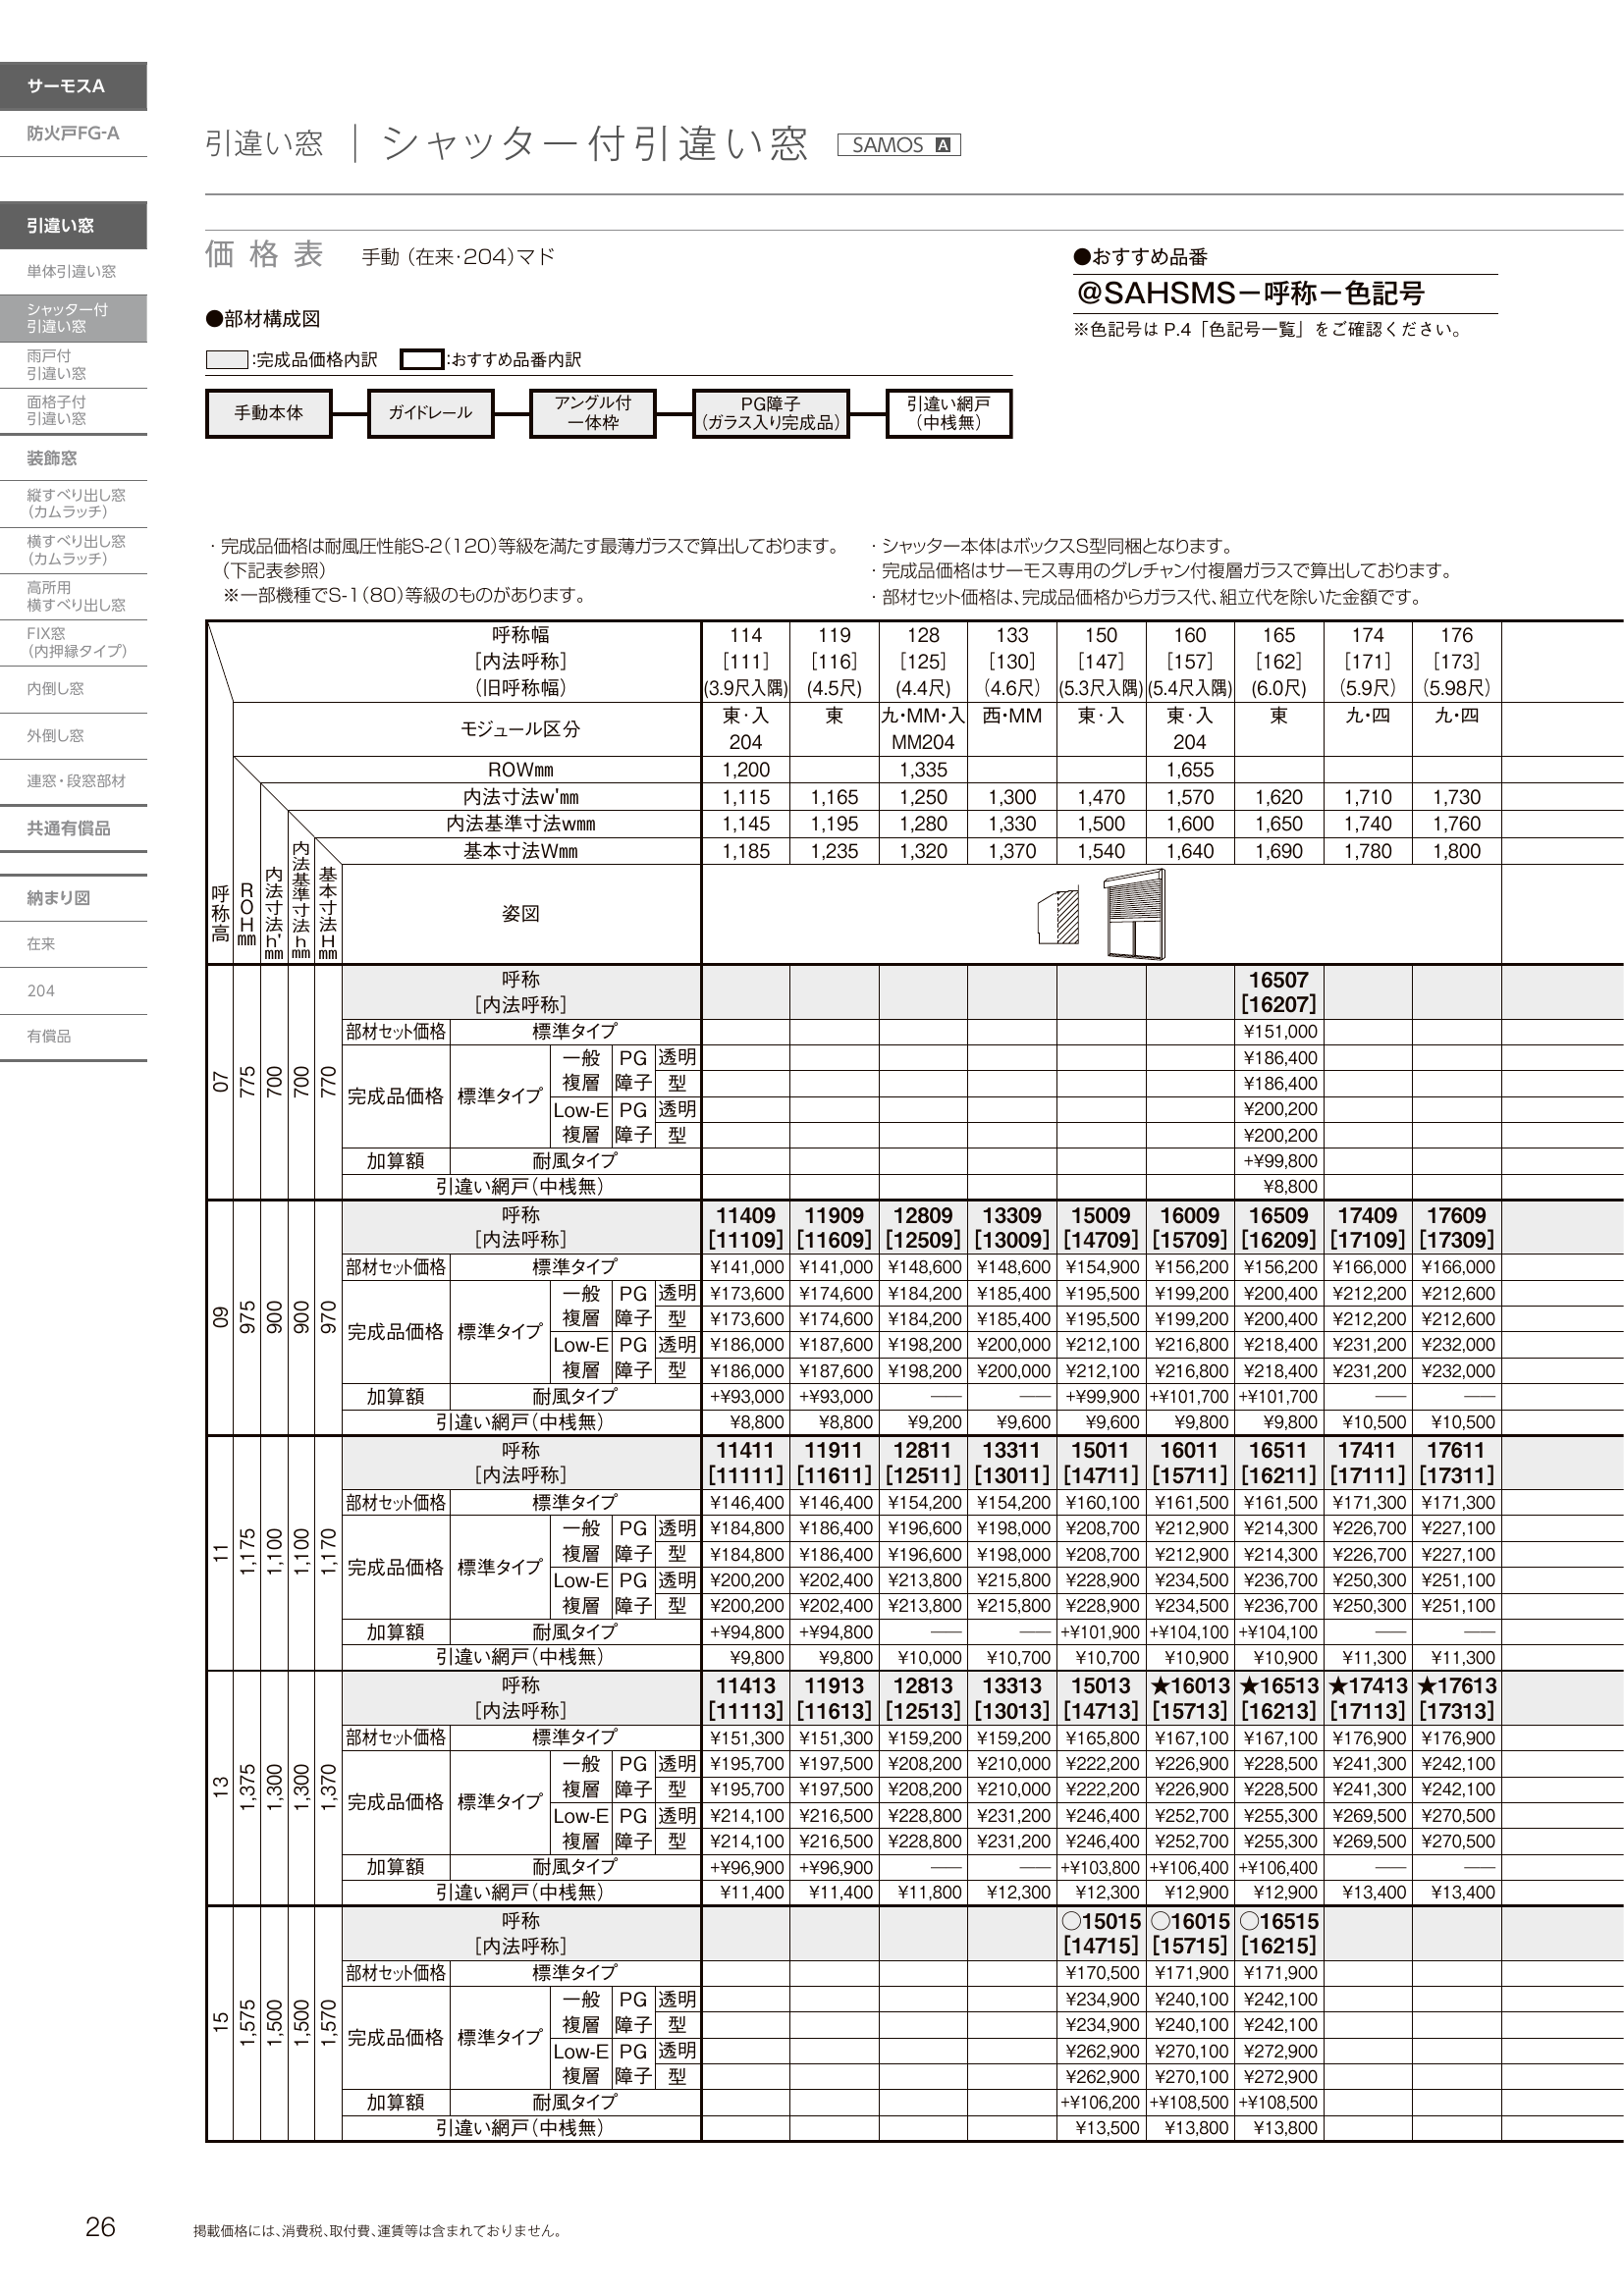 サーモスA
防火戸FG-A
引違い窓
単体引違い窓
シャッター付
引違い窓
雨戸付
引違い窓
面格子付
引違い窓
装飾窓
縦すべり出し窓
(カムラッチ)
横すべり出し窓
(カムラッチ)
高所用
横すべり出し窓
FIX窓
(内押縁タイプ)
内倒し窓
外倒し窓
連窓・段窓部材
共通有償品
納まり図
在来
204
有償品
引違い窓 | シャッター付引違い窓 SAMOS A
価格表 手動（在来・204）マド
●おすすめ品番
@SAHSMS－呼称－色記号
※色記号は P.4「色記号一覧」をご確認ください。
●部材構成図
:完成品価格内訳 :おすすめ品番内訳
手動本体 ガイドレール アングル付一体枠 PG障子(ガラス入り完成品) 引違い網戸(中桟無)
・完成品価格は耐風圧性能S-2(120)等級を満たす最薄ガラスで算出しております。
(下記表参照)
※一部機種でS-1(80)等級のものがあります。
・シャッター本体はボックスS型同梱となります。
・完成品価格はサーモス専用のグレチャン付複層ガラスで算出しております。
・部材セット価格は、完成品価格からガラス代、組立代を除いた金額です。
呼称幅 114 119 128 133 150 160 165 174 176
[内法呼称] [111] [116] [125] [130] [147] [157] [162] [171] [173]
(旧呼称幅) (3.9尺入隅) (4.5尺) (4.4尺) (4.6尺) (5.3尺入隅) (5.4尺入隅) (6.0尺) (5.9尺) (5.98尺)
モジュール区分 東・入 東 九・MM・入 西・MM 東・入 東・入 東 九・四 九・四
204 MM204 204
ROWmm 1,200 1,335 1,655
内法寸法w'mm 1,115 1,165 1,250 1,300 1,470 1,570 1,620 1,710 1,730
内法基準寸法wmm 1,145 1,195 1,280 1,330 1,500 1,600 1,650 1,740 1,760
基本寸法Wmm 1,185 1,235 1,320 1,370 1,540 1,640 1,690 1,780 1,800
呼称高 ROHmm 内法寸法h'mm 内法基準寸法hmm 基本寸法Hmm 姿図
07 775 700 700 770
呼称 16507
[内法呼称] [16207]
部材セット価格 標準タイプ ¥151,000
完成品価格 標準タイプ 一般複層 PG障子 透明 ¥186,400
型 ¥186,400
Low-E複層 PG障子 透明 ¥200,200
型 ¥200,200
加算額 耐風タイプ +¥99,800
引違い網戸(中桟無) ¥8,800
09 975 900 900 970
呼称 11409 11909 12809 13309 15009 16009 16509 17409 17609
[内法呼称] [11109] [11609] [12509] [13009] [14709] [15709] [16209] [17109] [17309]
部材セット価格 標準タイプ ¥141,000 ¥141,000 ¥148,600 ¥148,600 ¥154,900 ¥156,200 ¥156,200 ¥166,000 ¥166,000
完成品価格 標準タイプ 一般複層 PG障子 透明 ¥173,600 ¥174,600 ¥184,200 ¥185,400 ¥195,500 ¥199,200 ¥200,400 ¥212,200 ¥212,600
型 ¥173,600 ¥174,600 ¥184,200 ¥185,400 ¥195,500 ¥199,200 ¥200,400 ¥212,200 ¥212,600
Low-E複層 PG障子 透明 ¥186,000 ¥187,600 ¥198,200 ¥200,000 ¥212,100 ¥216,800 ¥218,400 ¥231,200 ¥232,000
型 ¥186,000 ¥187,600 ¥198,200 ¥200,000 ¥212,100 ¥216,800 ¥218,400 ¥231,200 ¥232,000
加算額 耐風タイプ +¥93,000 +¥93,000 — — +¥99,900 +¥101,700 +¥101,700 — —
引違い網戸(中桟無) ¥8,800 ¥8,800 ¥9,200 ¥9,600 ¥9,600 ¥9,800 ¥9,800 ¥10,500 ¥10,500
11 1,175 1,100 1,100 1,170
呼称 11411 11911 12811 13311 15011 16011 16511 17411 17611
[内法呼称] [11111] [11611] [12511] [13011] [14711] [15711] [16211] [17111] [17311]
部材セット価格 標準タイプ ¥146,400 ¥146,400 ¥154,200 ¥154,200 ¥160,100 ¥161,500 ¥161,500 ¥171,300 ¥171,300
完成品価格 標準タイプ 一般複層 PG障子 透明 ¥184,800 ¥186,400 ¥196,600 ¥198,000 ¥208,700 ¥212,900 ¥214,300 ¥226,700 ¥227,100
型 ¥184,800 ¥186,400 ¥196,600 ¥198,000 ¥208,700 ¥212,900 ¥214,300 ¥226,700 ¥227,100
Low-E複層 PG障子 透明 ¥200,200 ¥202,400 ¥213,800 ¥215,800 ¥228,900 ¥234,500 ¥236,700 ¥250,300 ¥251,100
型 ¥200,200 ¥202,400 ¥213,800 ¥215,800 ¥228,900 ¥234,500 ¥236,700 ¥250,300 ¥251,100
加算額 耐風タイプ +¥94,800 +¥94,800 — — +¥101,900 +¥104,100 +¥104,100 — —
引違い網戸(中桟無) ¥9,800 ¥9,800 ¥10,000 ¥10,700 ¥10,700 ¥10,900 ¥10,900 ¥11,300 ¥11,300
13 1,375 1,300 1,300 1,370
呼称 11413 11913 12813 13313 15013 ★16013 ★16513 ★17413 ★17613
[内法呼称] [11113] [11613] [12513] [13013] [14713] [15713] [16213] [17113] [17313]
部材セット価格 標準タイプ ¥151,300 ¥151,300 ¥159,200 ¥159,200 ¥165,800 ¥167,100 ¥167,100 ¥176,900 ¥176,900
完成品価格 標準タイプ 一般複層 PG障子 透明 ¥195,700 ¥197,500 ¥208,200 ¥210,000 ¥222,200 ¥226,900 ¥228,500 ¥241,300 ¥242,100
型 ¥195,700 ¥197,500 ¥208,200 ¥210,000 ¥222,200 ¥226,900 ¥228,500 ¥241,300 ¥242,100
Low-E複層 PG障子 透明 ¥214,100 ¥216,500 ¥228,800 ¥231,200 ¥246,400 ¥252,700 ¥255,300 ¥269,500 ¥270,500
型 ¥214,100 ¥216,500 ¥228,800 ¥231,200 ¥246,400 ¥252,700 ¥255,300 ¥269,500 ¥270,500
加算額 耐風タイプ +¥96,900 +¥96,900 — — +¥103,800 +¥106,400 +¥106,400 — —
引違い網戸(中桟無) ¥11,400 ¥11,400 ¥11,800 ¥12,300 ¥12,300 ¥12,900 ¥12,900 ¥13,400 ¥13,400
15 1,575 1,500 1,500 1,570
呼称 ○15015 ○16015 ○16515
[内法呼称] [14715] [15715] [16215]
部材セット価格 標準タイプ ¥170,500 ¥171,900 ¥171,900
完成品価格 標準タイプ 一般複層 PG障子 透明 ¥234,900 ¥240,100 ¥242,100
型 ¥234,900 ¥240,100 ¥242,100
Low-E複層 PG障子 透明 ¥262,900 ¥270,100 ¥272,900
型 ¥262,900 ¥270,100 ¥272,900
加算額 耐風タイプ +¥106,200 +¥108,500 +¥108,500
引違い網戸(中桟無) ¥13,500 ¥13,800 ¥13,800
26 掲載価格には、消費税、取付費、運賃等は含まれておりません。